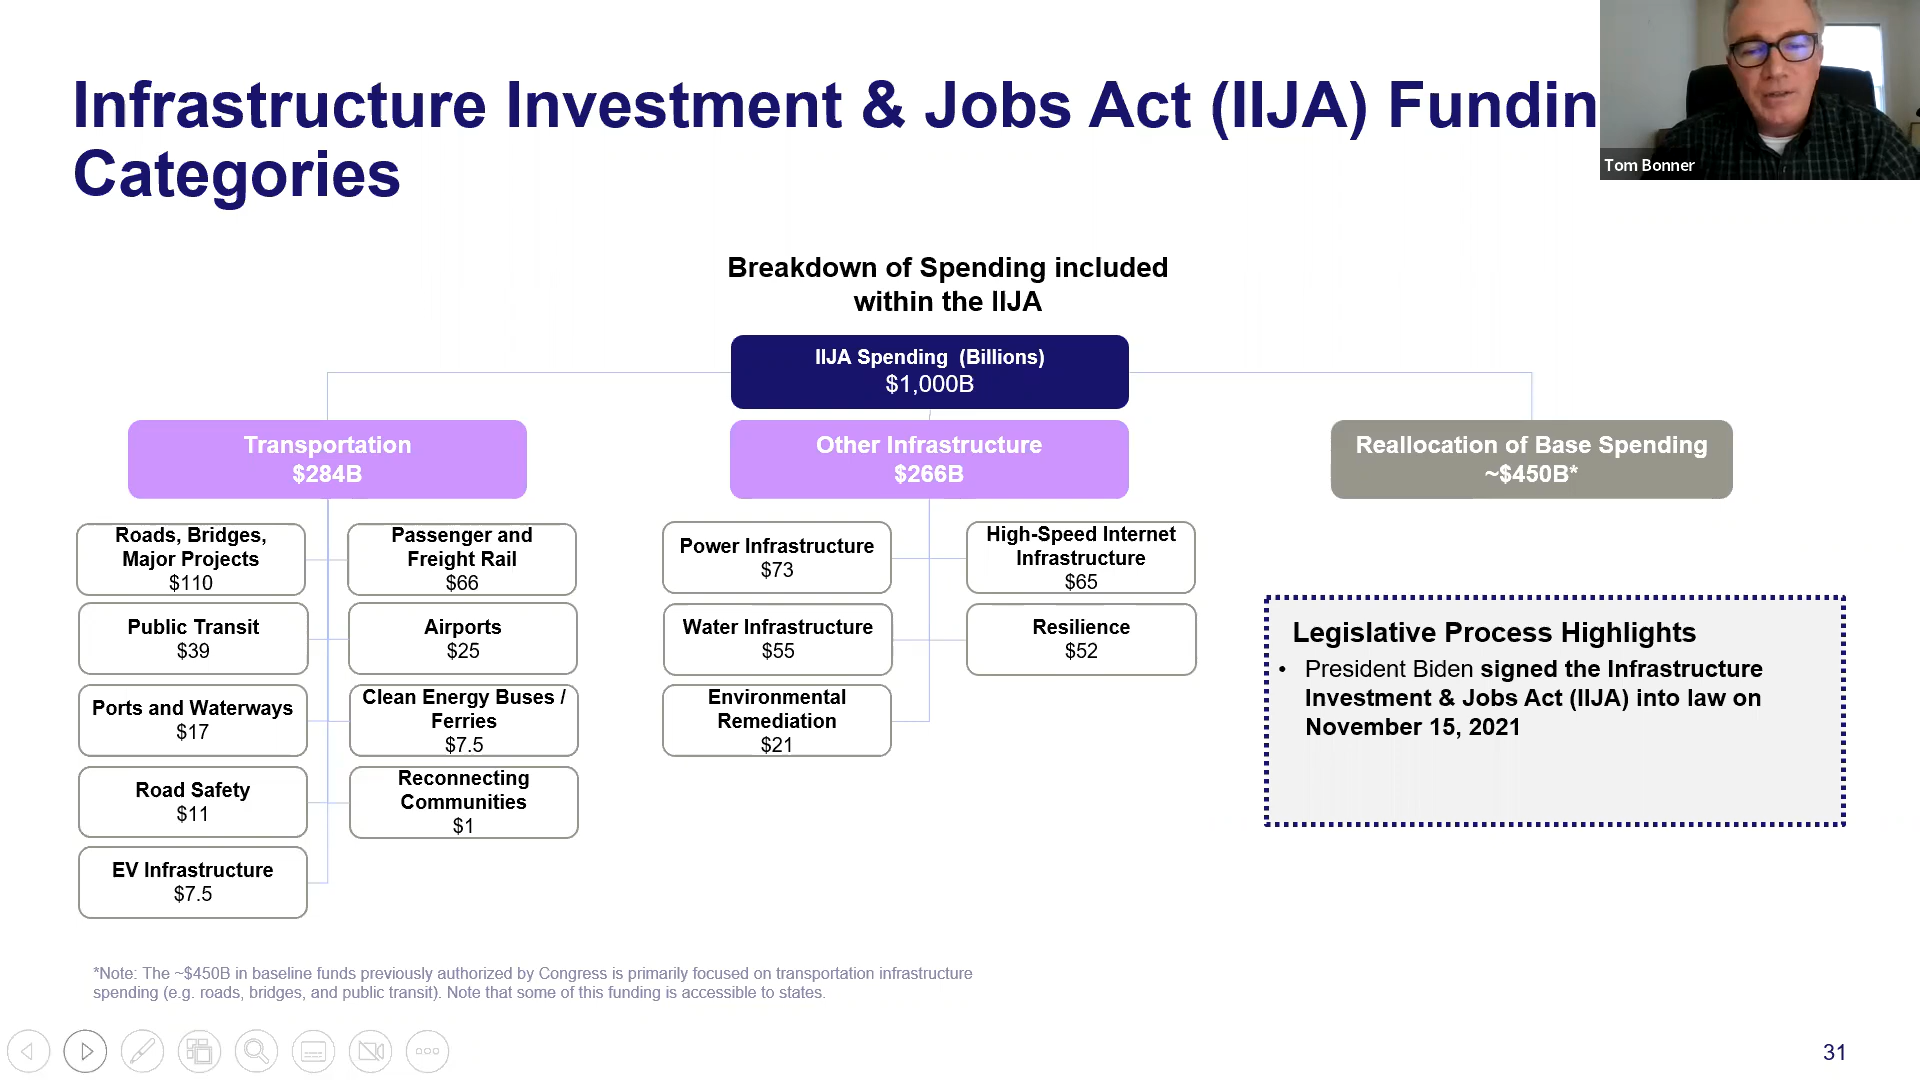 Infrastructure Investment & Jobs Act (IIJA) Fundin
Categories
Tom Bonner
Breakdown of Spending included
within the IIJA
IIJA Spending (Billions)
$1,000B
Transportation
$284B
Other Infrastructure
$266B
Reallocation of Base Spending
~$450B*
Roads, Bridges,
Major Projects
$110
Passenger and
Freight Rail
$66
Public Transit
$39
Airports
$25
Ports and Waterways
$17
Clean Energy Buses /
Ferries
$7.5
Road Safety
$11
Reconnecting
Communities
$1
EV Infrastructure
$7.5
Power Infrastructure
$73
High-Speed Internet
Infrastructure
$65
Water Infrastructure
$55
Resilience
$52
Environmental
Remediation
$21
Legislative Process Highlights
• President Biden signed the Infrastructure
Investment & Jobs Act (IIJA) into law on
November 15, 2021
*Note: The ~$450B in baseline funds previously authorized by Congress is primarily focused on transportation infrastructure
spending (e.g. roads, bridges, and public transit). Note that some of this funding is accessible to states.
31